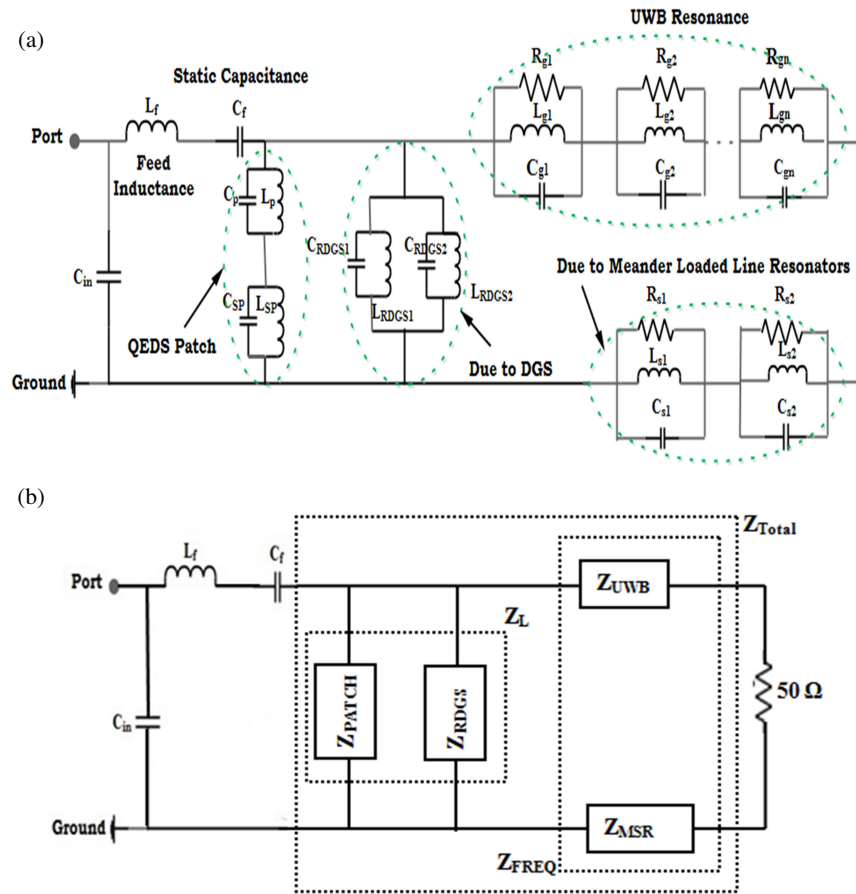 (a)
UWB Resonance
Rg1
Rg2
Rgn
Static Capacitance
Lf
Cf
Lg1
Lg2
Lgn
Port
Feed
Inductance
Cg1
Cg2
Cgn
Cp
Lp
CRDGS1
CRDGS2
Due to Meander Loaded Line Resonators
Cin
CSP
LSP
LRDGS1
LRDGS2
Rs1
Rs2
QEDS Patch
Ls1
Ls2
Due to DGS
Ground
Cs1
Cs2
(b)
ZTotal
Lf
Cf
Port
ZUWB
ZL
ZPATCH
ZRDGS
50 Ω
Cin
Ground
ZMSR
ZFREQ